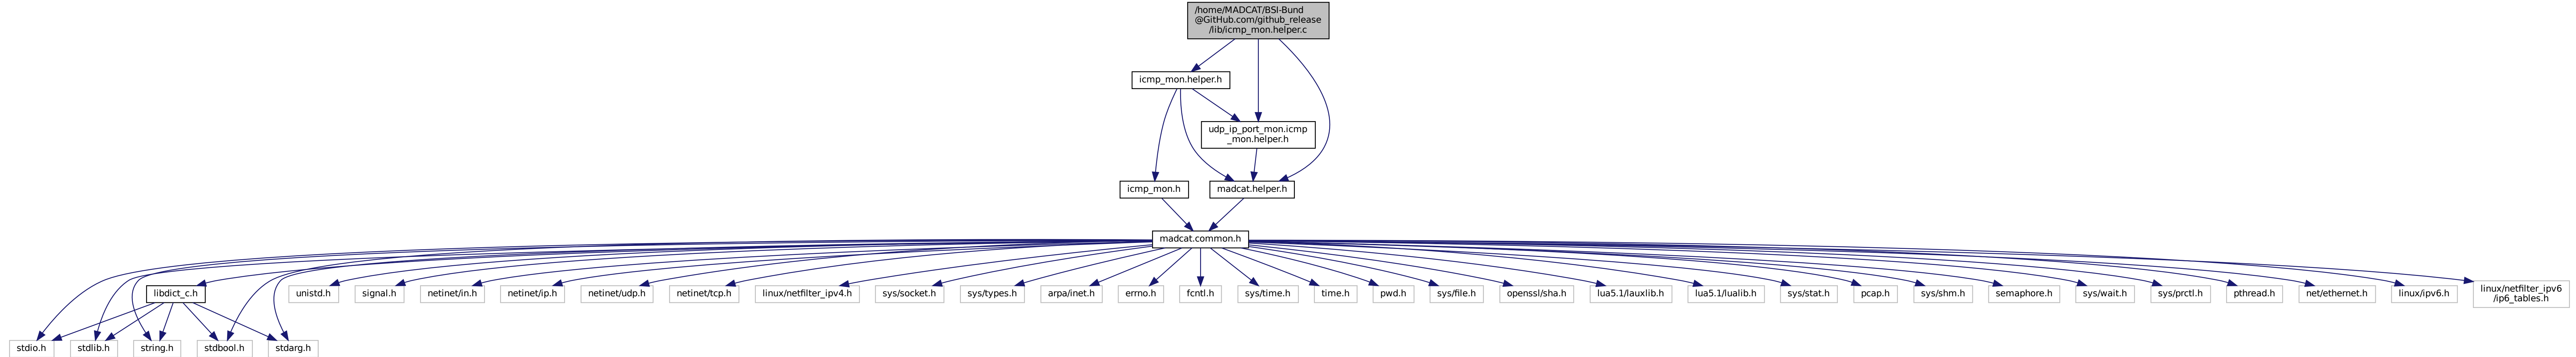 /home/MADCAT/BSI-Bund
@GitHub.com/github_release
/lib/icmp_mon.helper.c
icmp_mon.helper.h
udp_ip_port_mon.icmp
_mon.helper.h
icmp_mon.h
madcat.helper.h
madcat.common.h
libdict_c.h
unistd.h
signal.h
netinet/in.h
netinet/ip.h
netinet/udp.h
netinet/tcp.h
linux/netfilter_ipv4.h
sys/socket.h
sys/types.h
arpa/inet.h
errno.h
fcntl.h
sys/time.h
time.h
pwd.h
sys/file.h
openssl/sha.h
lua5.1/lauxlib.h
lua5.1/lualib.h
sys/stat.h
pcap.h
sys/shm.h
semaphore.h
sys/wait.h
sys/prctl.h
pthread.h
net/ethernet.h
linux/ipv6.h
linux/netfilter_ipv6
/ip6_tables.h
stdio.h
stdlib.h
string.h
stdbool.h
stdarg.h